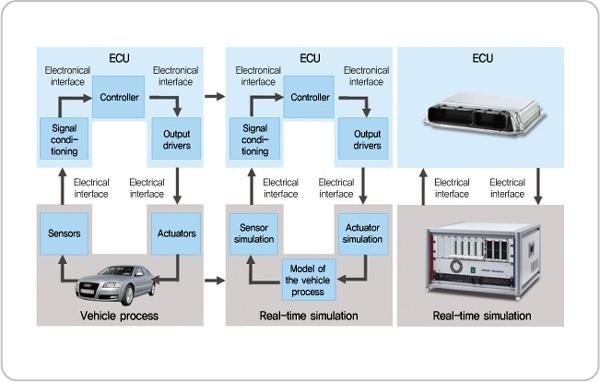 ECU
Electronical
interface
Electronical
interface
Controller
Signal
condi-
tioning
Output
drivers
Electrical
interface
Electrical
interface
Sensors
Actuators
Vehicle process
ECU
Electronical
interface
Electronical
interface
Controller
Signal
conditioning
Output
drivers
Electrical
interface
Electrical
interface
Sensor
simulation
Actuator
simulation
Model of
the vehicle
process
Real-time simulation
ECU
Electrical
interface
Electrical
interface
Real-time simulation